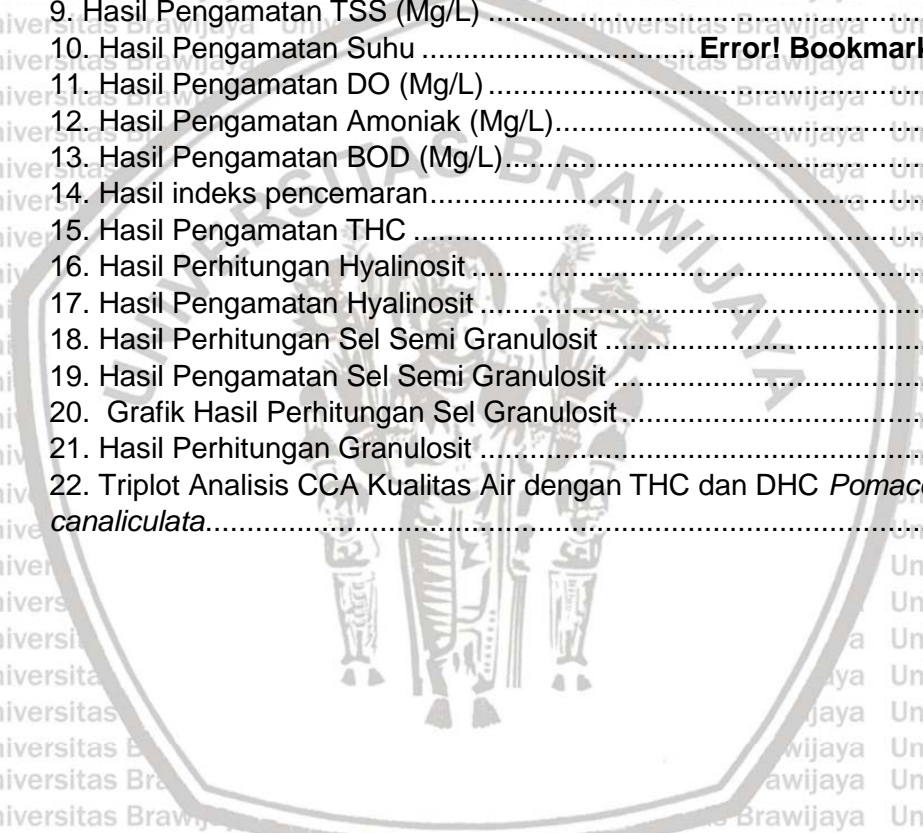 9. Hasil Pengamatan TSS (Mg/L) ..................................................
10. Hasil Pengamatan Suhu .................................. Error! Bookmark
11. Hasil Pengamatan DO (Mg/L) ..................................................
12. Hasil Pengamatan Amoniak (Mg/L)..................................................
13. Hasil Pengamatan BOD (Mg/L)..................................................
14. Hasil indeks pencemaran..................................................
15. Hasil Pengamatan THC ..................................................
16. Hasil Perhitungan Hyalinosit ..................................................
17. Hasil Pengamatan Hyalinosit ..................................................
18. Hasil Perhitungan Sel Semi Granulosit ..................................................
19. Hasil Pengamatan Sel Semi Granulosit ..................................................
20. Grafik Hasil Perhitungan Sel Granulosit ..................................................
21. Hasil Perhitungan Granulosit ..................................................
22. Triplot Analisis CCA Kualitas Air dengan THC dan DHC Pomace
canaliculata..................................................
UNIVERSITAS BRAWIJAYA